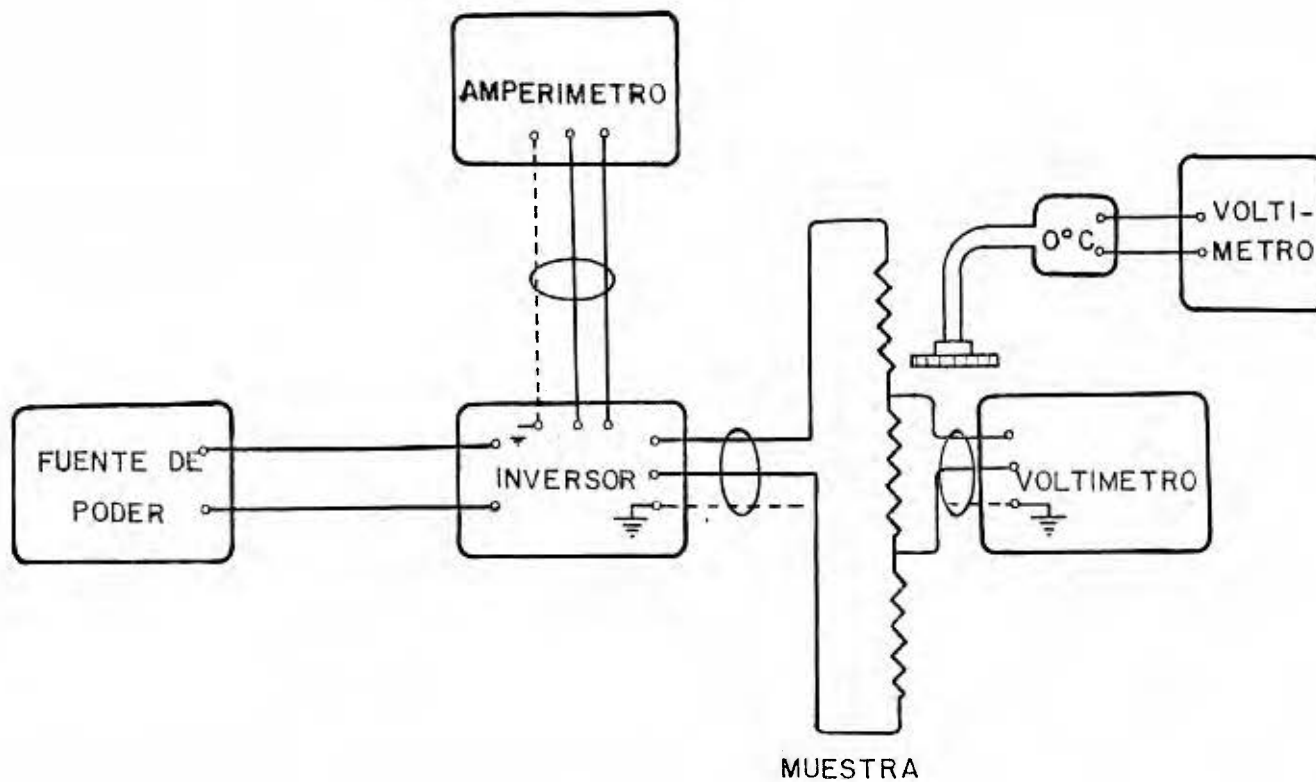 AMPERIMETRO
0°C
VOLTI-
METRO
FUENTE DE
PODER
INVERSOR
VOLTIMETRO
MUESTRA